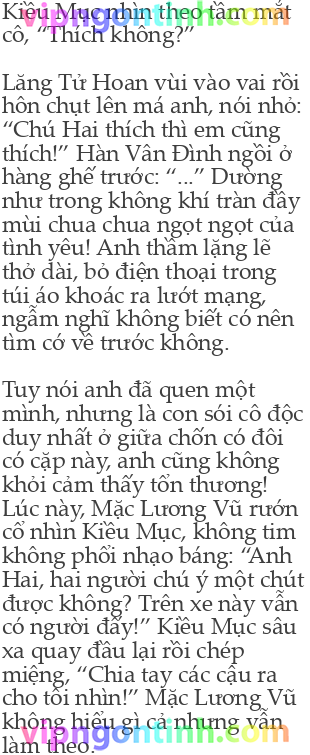 Kiều Mục nhìn theo tầm mắt
cô, “Thích không?”
Lăng Tử Hoan vùi vào vai rồi
hôn chụt lên má anh, nói nhỏ:
“Chú Hai thích thì em cũng
thích!” Hàn Vân Đình ngồi ở
hàng ghế trước: “...” Dường
như trong không khí tràn đầy
mùi chua chua ngọt ngọt của
tình yêu! Anh thầm lặng lẽ
thở dài, bỏ điện thoại trong
túi áo khoác ra lướt mạng,
ngẫm nghĩ không biết có nên
tìm cớ về trước không.
Tuy nói anh đã quen một
mình, nhưng là con sói cô độc
duy nhất ở giữa chốn có đôi
có cặp này, anh cũng không
khỏi cảm thấy tổn thương!
Lúc này, Mặc Lương Vũ rướn
cổ nhìn Kiều Mục, không tim
không phổi nhạo báng: “Anh
Hai, hai người chú ý một chút
được không? Trên xe này vẫn
có người đấy!” Kiều Mục sâu
xa quay đầu lại rồi chép
miệng, “Chia tay các cậu ra
cho tôi nhìn!” Mặc Lương Vũ
không hiểu gì cả nhưng vẫn
làm theo.
vipngontinh.com
vipngontinh.com